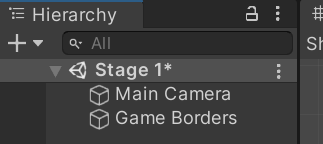 Hierarchy
All
Stage 1*
Main Camera
Game Borders